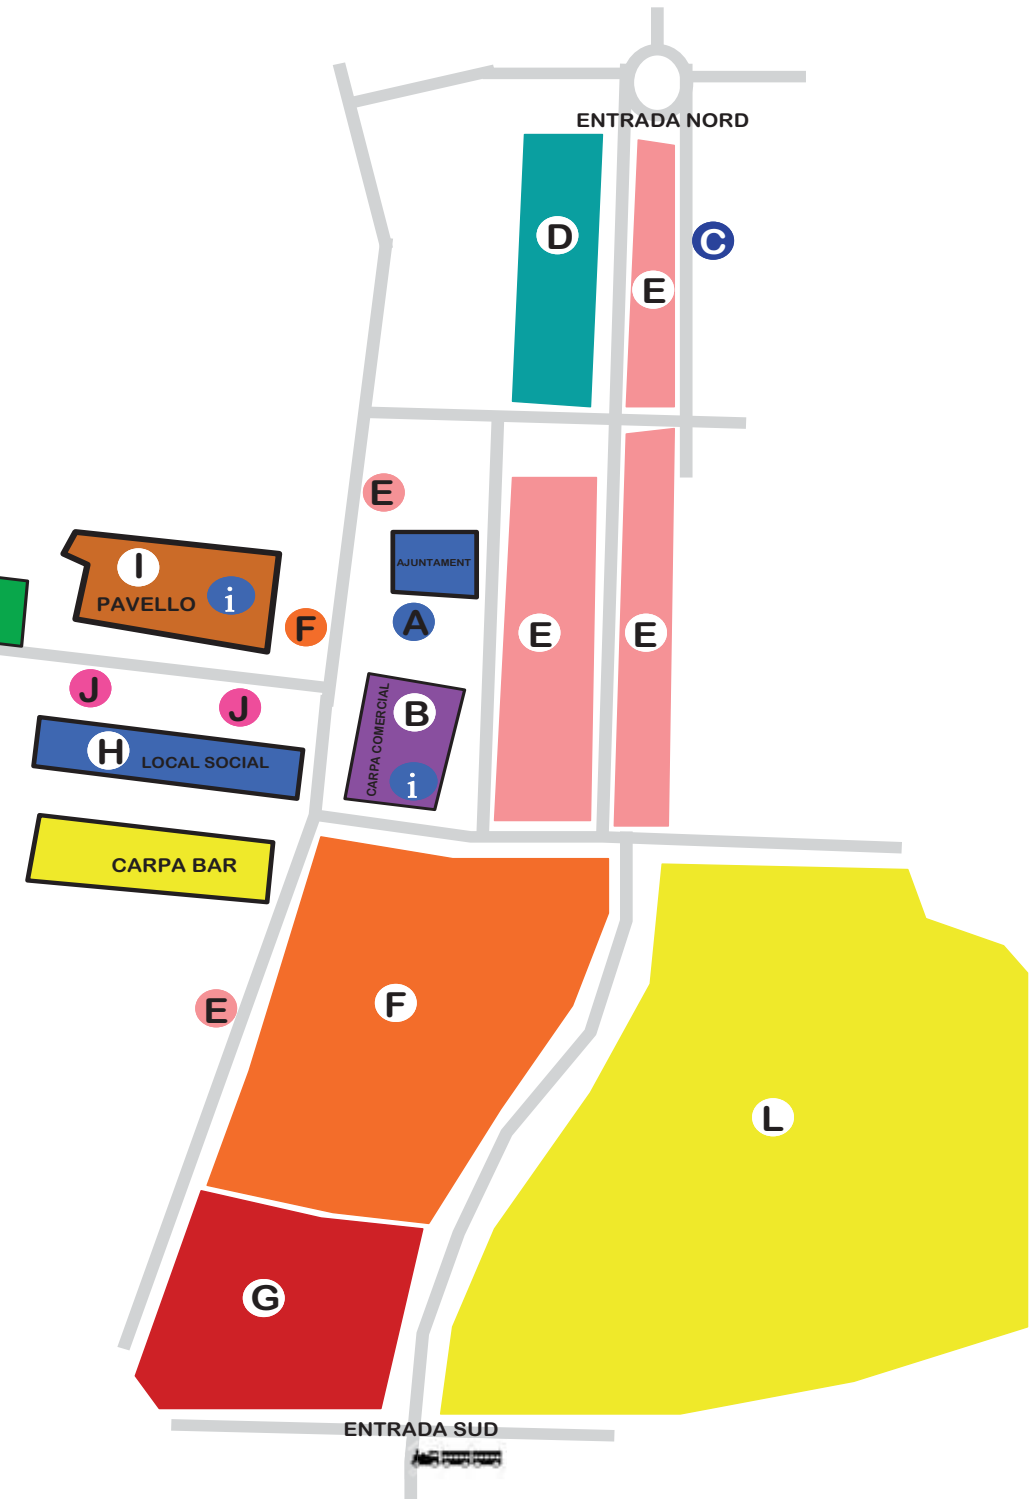 ENTRADA NORD
D
C
E
E
AJUNTAMENT
I
PAVELLO i
F
A
E
E
J
J
B
CARPA COMERCIAL
i
H LOCAL SOCIAL
CARPA BAR
F
E
L
G
ENTRADA SUD